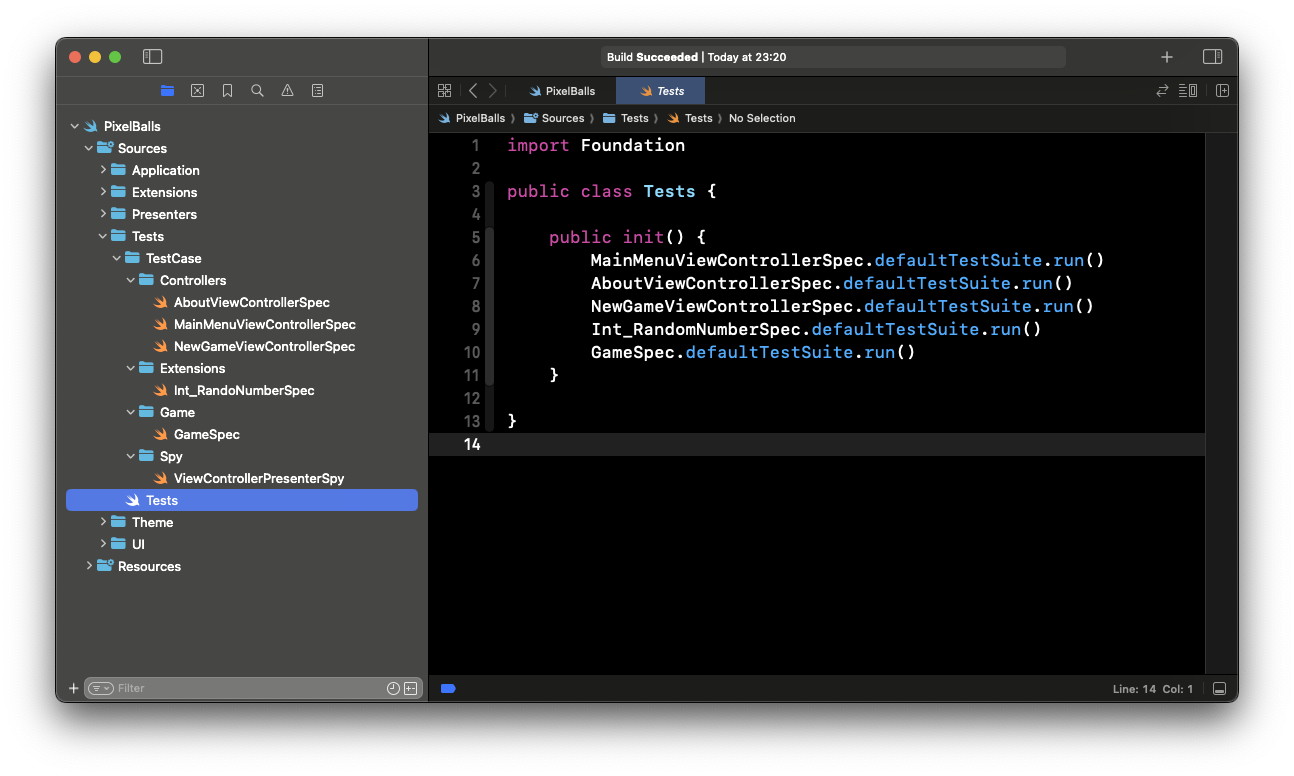 Build Succeeded | Today at 23:20
PixelBalls
Sources
Application
Extensions
Presenters
Tests
TestCase
Controllers
AboutViewControllerSpec
MainMenuViewControllerSpec
NewGameViewControllerSpec
Extensions
Int_RandoNumberSpec
Game
GameSpec
Spy
ViewControllerPresenterSpy
Tests
Theme
UI
Resources
Filter
PixelBalls Tests
PixelBalls Sources Tests Tests No Selection
1 import Foundation
2
3 public class Tests {
4
5 public init() {
6 MainMenuViewControllerSpec.defaultTestSuite.run()
7 AboutViewControllerSpec.defaultTestSuite.run()
8 NewGameViewControllerSpec.defaultTestSuite.run()
9 Int_RandomNumberSpec.defaultTestSuite.run()
10 GameSpec.defaultTestSuite.run()
11 }
12
13 }
14
Line: 14 Col: 1